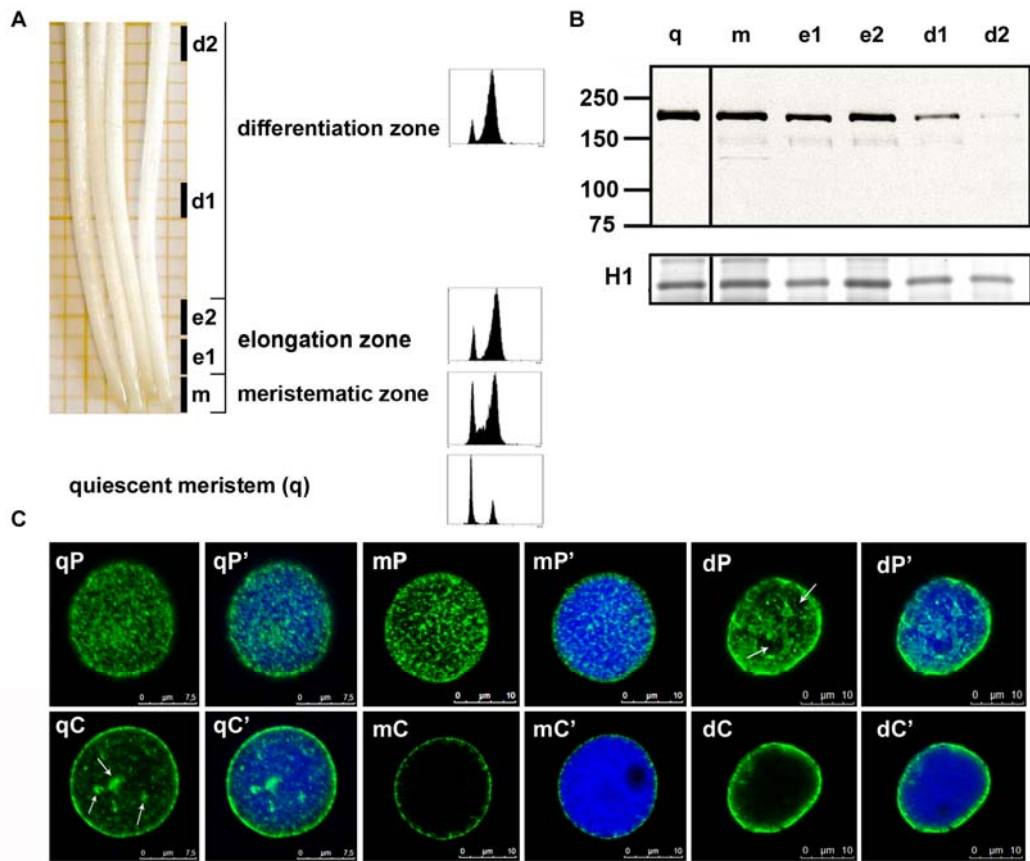 A
d2
d1
e2
e1
m
differentiation zone
elongation zone
meristematic zone
quiescent meristem (q)
B
q m e1 e2 d1 d2
250
150
100
75
H1
C
qP qP’ mP mP’ dP dP’
0 µm 7,5 0 µm 7,5 0 µm 10 0 µm 10 0 µm 10 0 µm 10
qC qC’ mC mC’ dC dC’
0 µm 7,5 0 µm 7,5 0 µm 10 0 µm 10 0 µm 10 0 µm 10